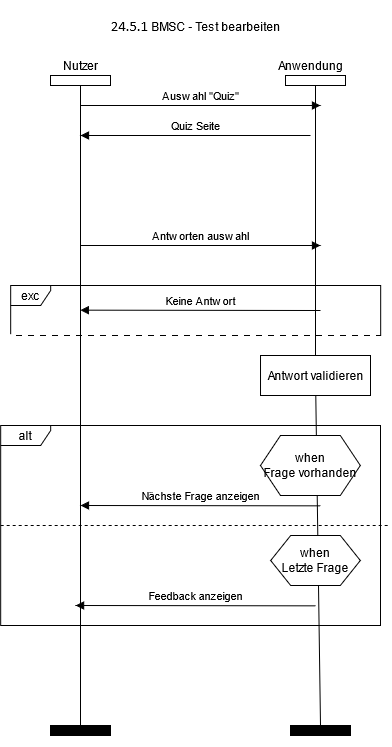 24.5.1 BMSC - Test bearbeiten
Nutzer
Anwendung
Auswahl "Quiz"
Quiz Seite
Antworten auswahl
exc
Keine Antwort
Antwort validieren
alt
when
Frage vorhanden
Nächste Frage anzeigen
when
Letzte Frage
Feedback anzeigen